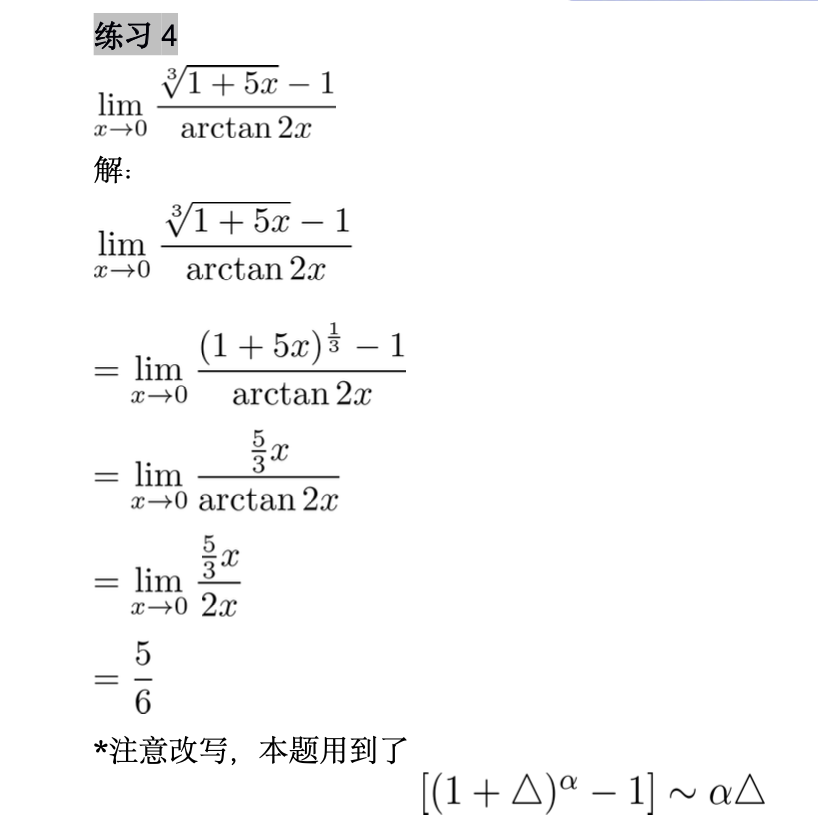 练习 4
\lim_{x \to 0} \frac{\sqrt[3]{1+5x}-1}{\arctan 2x}
解：
\lim_{x \to 0} \frac{\sqrt[3]{1+5x}-1}{\arctan 2x}
= \lim_{x \to 0} \frac{(1+5x)^{\frac{1}{3}}-1}{\arctan 2x}
= \lim_{x \to 0} \frac{\frac{5}{3}x}{\arctan 2x}
= \lim_{x \to 0} \frac{\frac{5}{3}x}{2x}
= \frac{5}{6}
*注意改写，本题用到了
[(1+\triangle)^{\alpha}-1] \sim \alpha\triangle